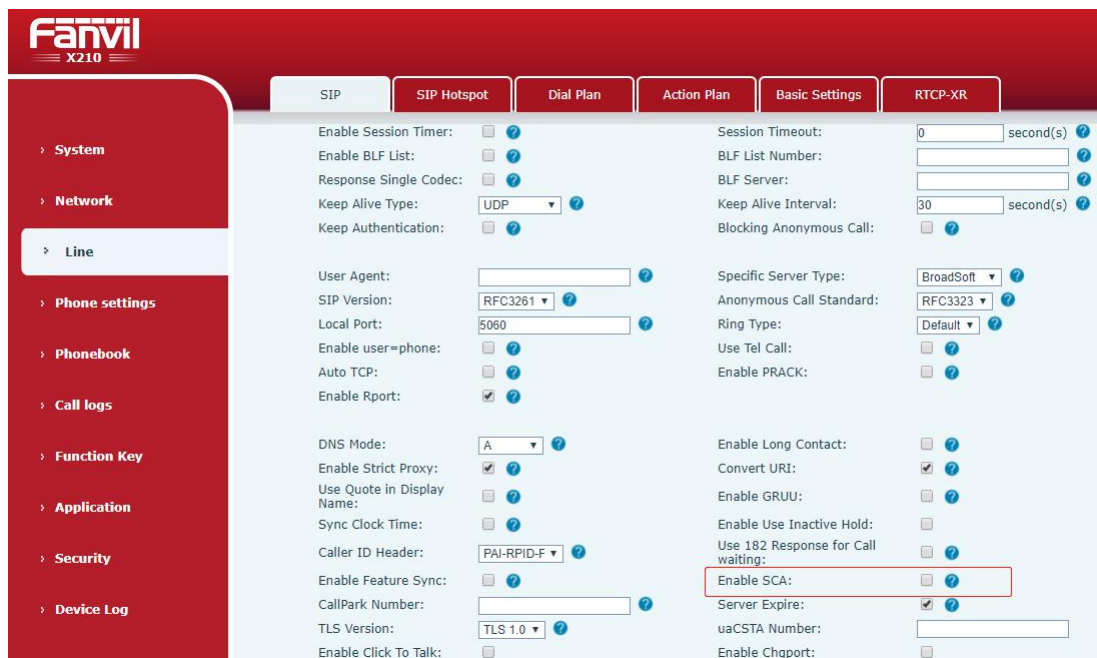 Fanvil
X210
SIP
SIP Hotspot
Dial Plan
Action Plan
Basic Settings
RTCP-XR
› System
› Network
› Line
› Phone settings
› Phonebook
› Call logs
› Function Key
› Application
› Security
› Device Log
Enable Session Timer: ? Session Timeout: 0 second(s) ?
Enable BLF List: ? BLF List Number: ?
Response Single Codec: ? BLF Server: ?
Keep Alive Type: UDP ? Keep Alive Interval: 30 second(s) ?
Keep Authentication: ? Blocking Anonymous Call: ?
User Agent: ? Specific Server Type: BroadSoft ?
SIP Version: RFC3261 ? Anonymous Call Standard: RFC3323 ?
Local Port: 5060 ? Ring Type: Default ?
Enable user=phone: ? Use Tel Call: ?
Auto TCP: ? Enable PRACK: ?
Enable Rport: ?
DNS Mode: A ? Enable Long Contact: ?
Enable Strict Proxy: ? Convert URI: ?
Use Quote in Display
Name: ? Enable GRUU: ?
Sync Clock Time: ? Enable Use Inactive Hold:
Caller ID Header: PAI-RPID-F ? Use 182 Response for Call
waiting: ?
Enable Feature Sync: ? Enable SCA: ?
CallPark Number: ? Server Expire: ?
TLS Version: TLS 1.0 ? uaCSTA Number:
Enable Click To Talk: Enable Chgport: